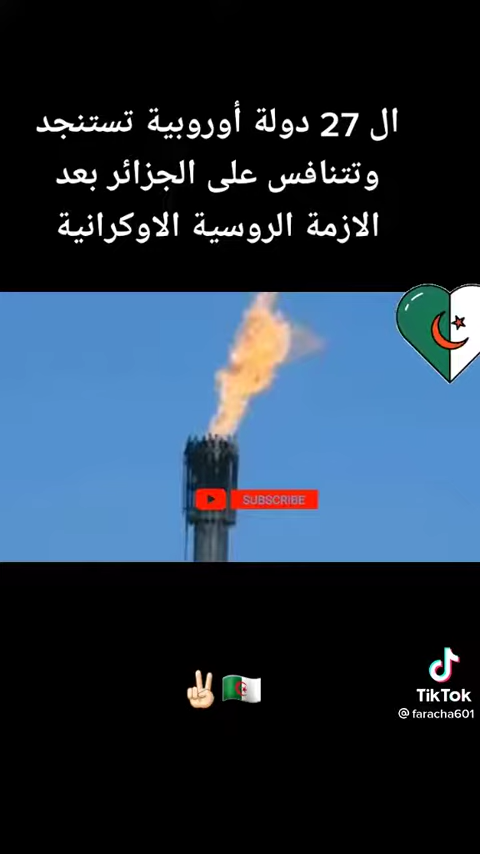 ال 27 دولة أوروبية تستنجد
وتتنافس على الجزائر بعد
الازمة الروسية الاوكرانية
SUBSCRIBE
TikTok
@faracha601